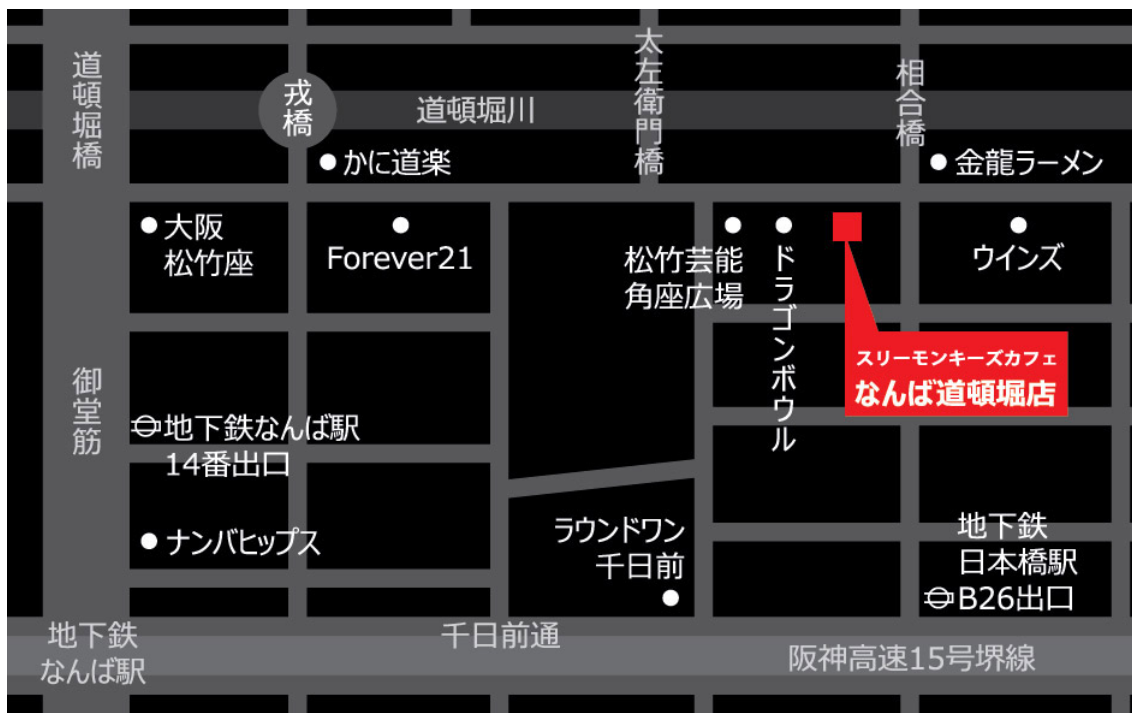 道頓堀橋
戎橋
道頓堀川
太左衛門橋
相合橋
かに道楽
金龍ラーメン
大阪
松竹座
Forever21
松竹芸能
角座広場
ドラゴンボウル
ウインズ
スリーモンキーズカフェ
なんば道頓堀店
御堂筋
地下鉄なんば駅
14番出口
ナンバヒップス
ラウンドワン
千日前
地下鉄
日本橋駅
B26出口
地下鉄
なんば駅
千日前通
阪神高速15号堺線